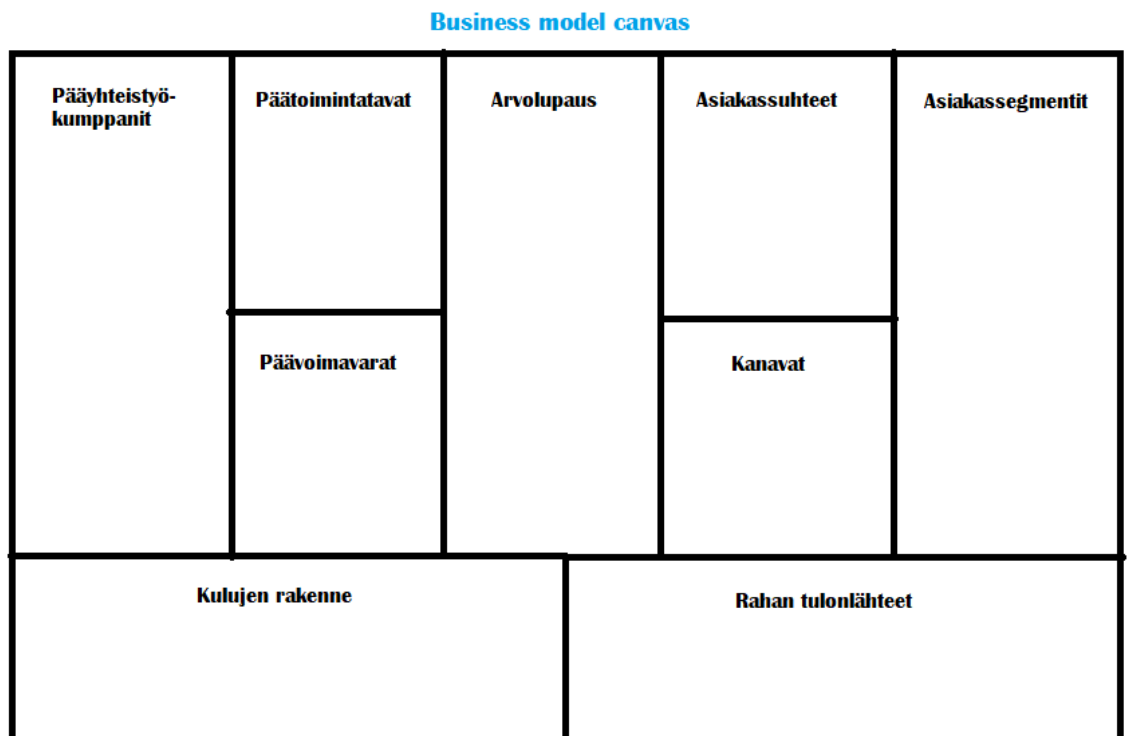 Business model canvas
Pääyhteistyö-
kumppanit
Päätoimintatavat
Arvolupaus
Asiakassuhteet
Asiakassegmentit
Päävoimavarat
Kanavat
Kulujen rakenne
Rahan tulonlähteet